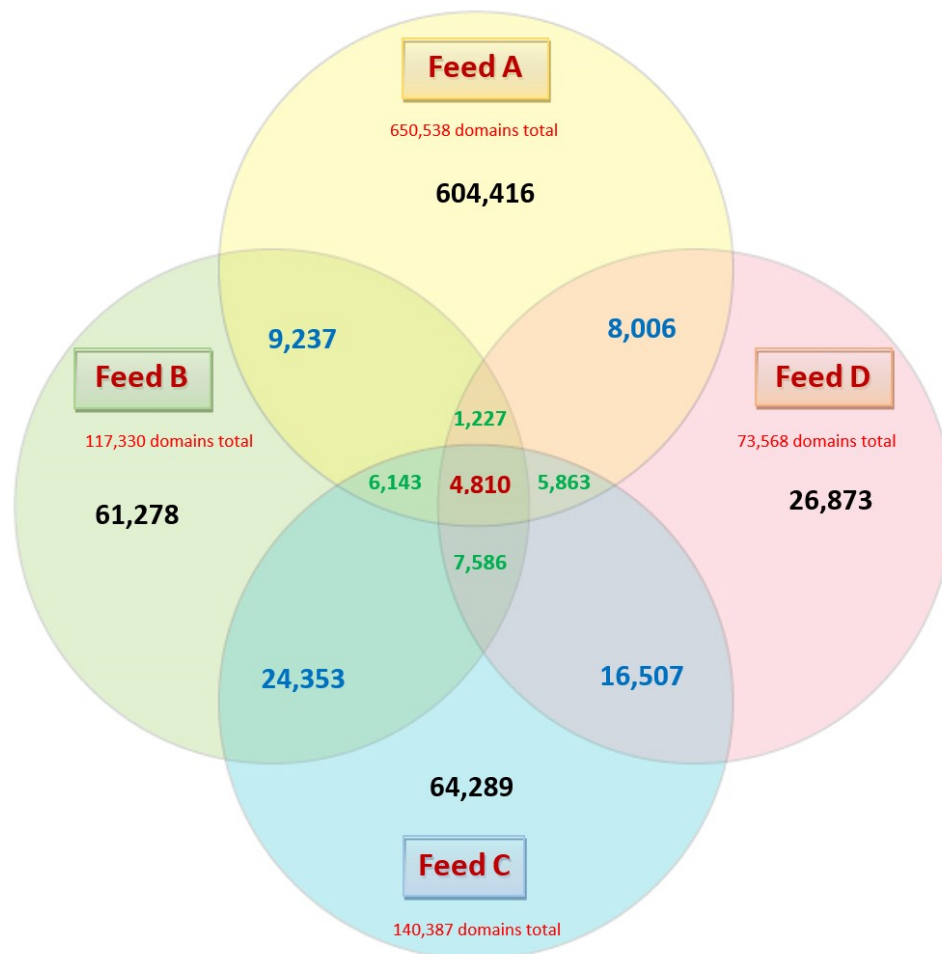 Feed A
650,538 domains total
604,416
9,237
8,006
Feed B
Feed D
1,227
117,330 domains total
73,568 domains total
6,143
4,810
5,863
61,278
26,873
7,586
24,353
16,507
64,289
Feed C
140,387 domains total